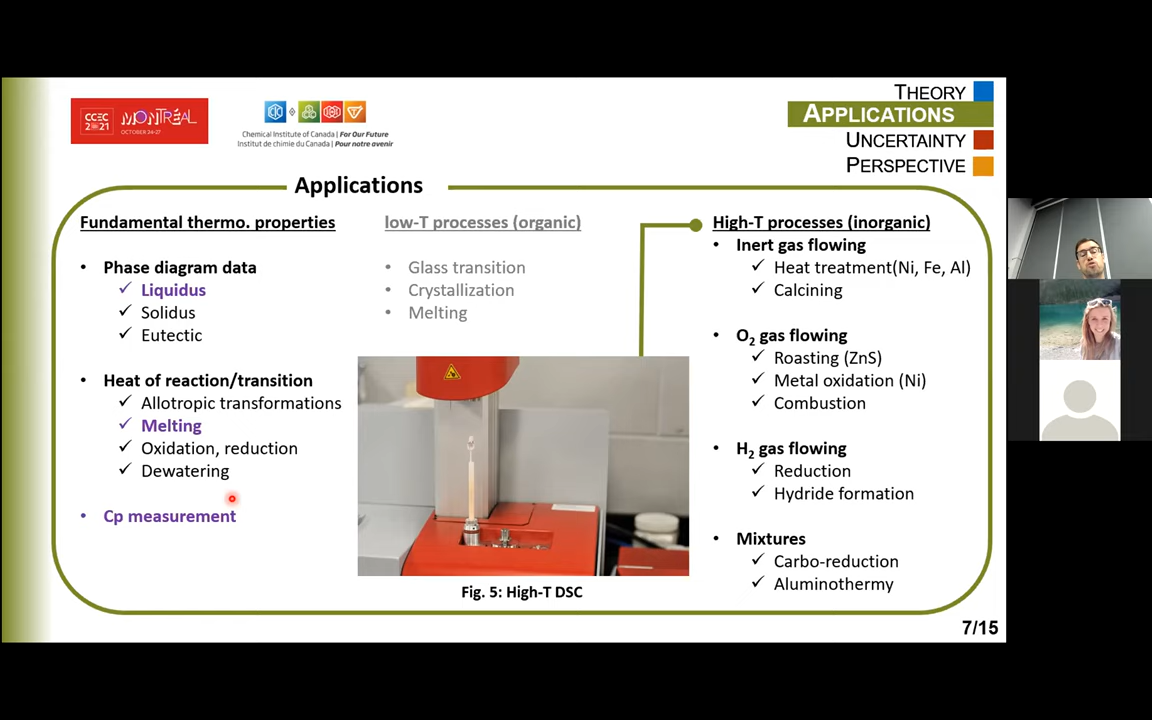 CCEC
2021
MONTRÉAL
OCTOBER 24-27
Chemical Institute of Canada | For Our Future
Institut de chimie du Canada | Pour notre avenir
THEORY
APPLICATIONS
UNCERTAINTY
PERSPECTIVE
Applications
Fundamental thermo. properties
• Phase diagram data
✓ Liquidus
✓ Solidus
✓ Eutectic
• Heat of reaction/transition
✓ Allotropic transformations
✓ Melting
✓ Oxidation, reduction
✓ Dewatering
• Cp measurement
low-T processes (organic)
• Glass transition
• Crystallization
• Melting
Fig. 5: High-T DSC
High-T processes (inorganic)
• Inert gas flowing
✓ Heat treatment(Ni, Fe, Al)
✓ Calcining
• O2 gas flowing
✓ Roasting (ZnS)
✓ Metal oxidation (Ni)
✓ Combustion
• H2 gas flowing
✓ Reduction
✓ Hydride formation
• Mixtures
✓ Carbo-reduction
✓ Aluminothermy
7/15